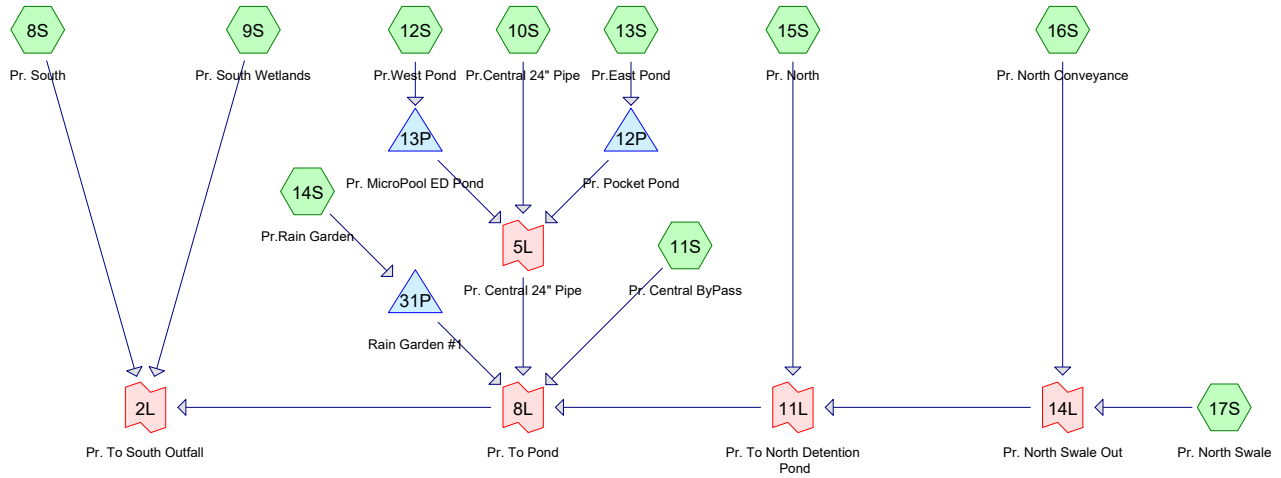 8S
9S
12S
10S
13S
15S
16S
Pr. South
Pr. South Wetlands
Pr.West Pond
Pr.Central 24" Pipe
Pr.East Pond
Pr. North
Pr. North Conveyance
13P
12P
Pr. MicroPool ED Pond
Pr. Pocket Pond
14S
Pr.Rain Garden
5L
11S
Pr. Central 24" Pipe
Pr. Central ByPass
31P
Rain Garden #1
2L
8L
11L
14L
17S
Pr. To South Outfall
Pr. To Pond
Pr. To North Detention
Pond
Pr. North Swale Out
Pr. North Swale